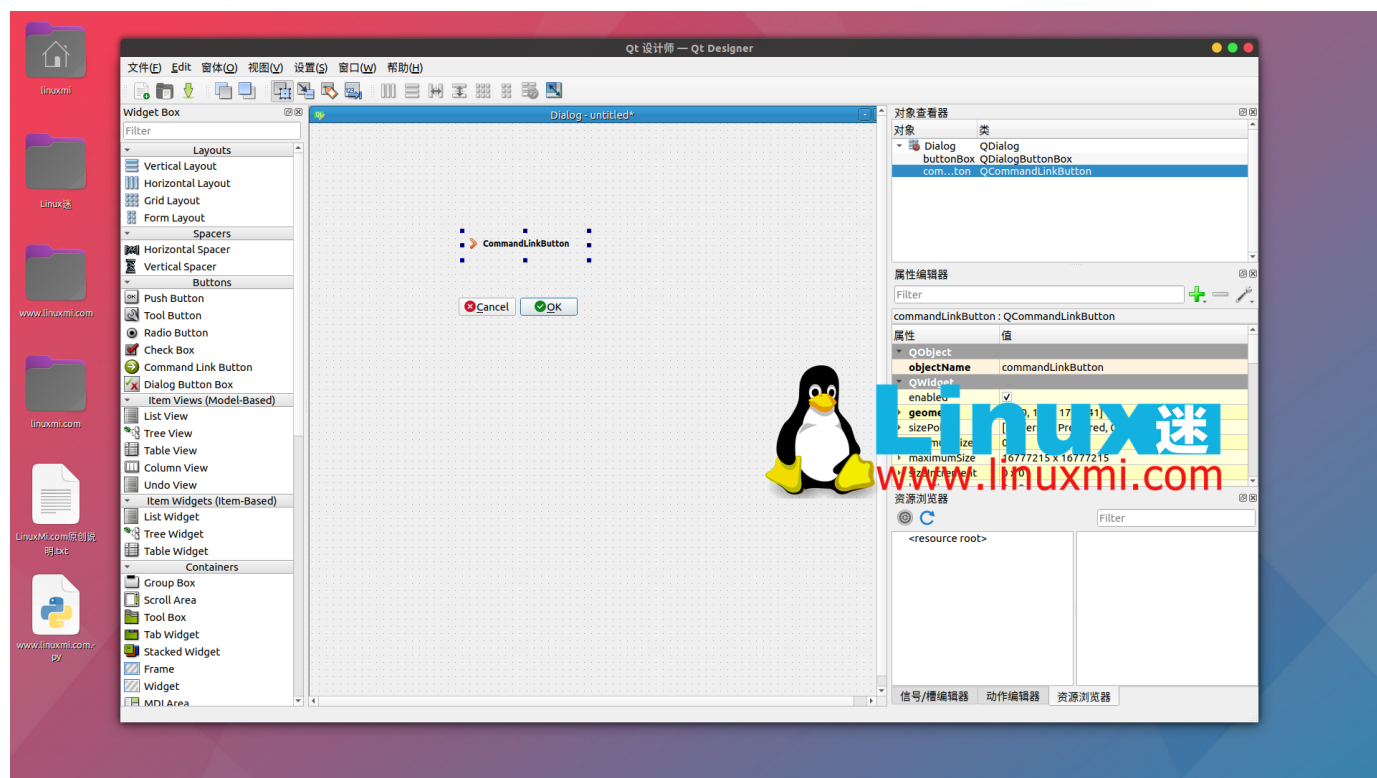 linuxmi
Linux迷
www.linuxmi.com
linuxmi.com
LinuxMi.com原创说
明.txt
www.linuxmi.com.-
py
Qt 设计师 — Qt Designer
文件(F) Edit 窗体(O) 视图(V) 设置(S) 窗口(W) 帮助(H)
Widget Box
Filter
Layouts
Vertical Layout
Horizontal Layout
Grid Layout
Form Layout
Spacers
Horizontal Spacer
Vertical Spacer
Buttons
Push Button
Tool Button
Radio Button
Check Box
Command Link Button
Dialog Button Box
Item Views (Model-Based)
List View
Tree View
Table View
Column View
Undo View
Item Widgets (Item-Based)
List Widget
Tree Widget
Table Widget
Containers
Group Box
Scroll Area
Tool Box
Tab Widget
Stacked Widget
Frame
Widget
MDI Area
Dialog - untitled*
CommandLinkButton
Cancel OK
对象查看器
对象 类
Dialog QDialog
buttonBox QDialogButtonBox
com...ton QCommandLinkButton
属性编辑器
Filter
commandLinkButton : QCommandLinkButton
属性 值
QObject
objectName commandLinkButton
QWidget
enabled
maximumSize 16777215 x 16777215
sizeIncrement 0 x 0
Linux迷
www.linuxmi.com
资源浏览器
Filter
<resource root>
信号/槽编辑器 动作编辑器 资源浏览器